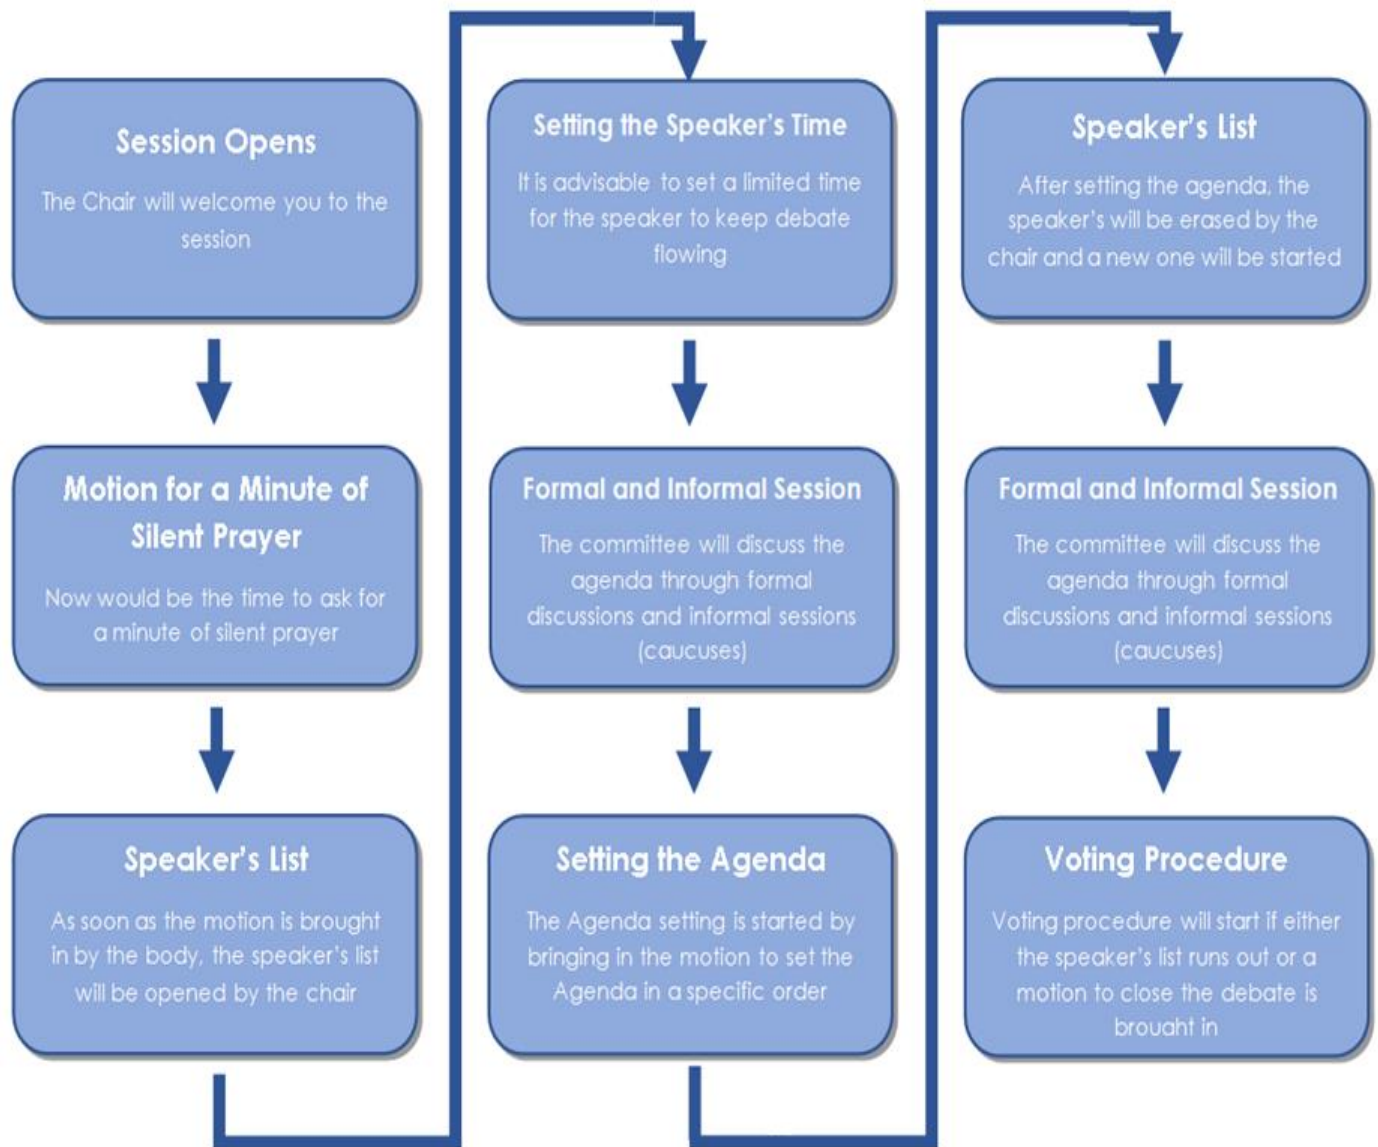 Session Opens
The Chair will welcome you to the
session
Motion for a Minute of
Silent Prayer
Now would be the time to ask for
a minute of silent prayer
Speaker's List
As soon as the motion is brought
in by the body, the speaker's list
will be opened by the chair
Setting the Speaker's Time
It is advisable to set a limited time
for the speaker to keep debate
flowing
Formal and Informal Session
The committee will discuss the
agenda through formal
discussions and informal sessions
(caucuses)
Setting the Agenda
The Agenda setting is started by
bringing in the motion to set the
Agenda in a specific order
Speaker's List
After setting the agenda, the
speaker's will be erased by the
chair and a new one will be started
Formal and Informal Session
The committee will discuss the
agenda through formal
discussions and informal sessions
(caucuses)
Voting Procedure
Voting procedure will start if either
the speaker's list runs out or a
motion to close the debate is
brought in